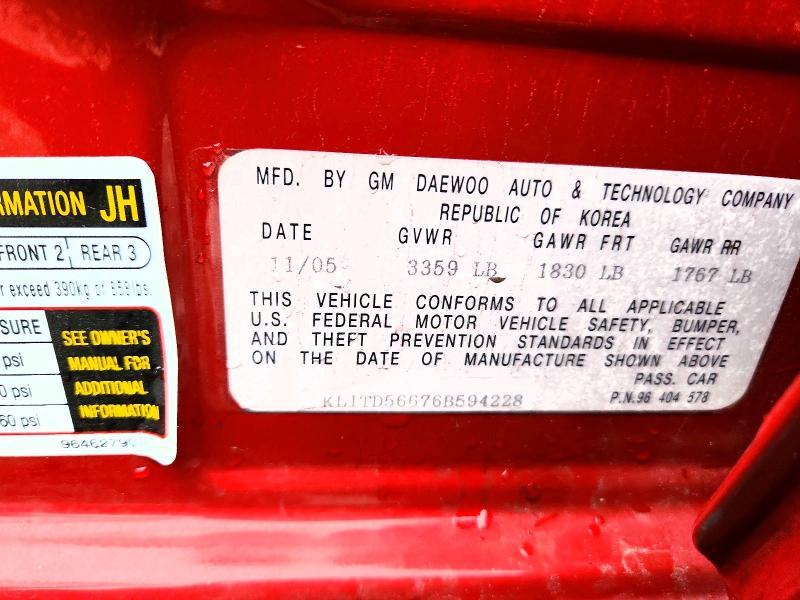 RMATION JH
FRONT 2 REAR 3
r exceed 390kg or 858lbs.
SURE
psi
0 psi
60 psi
SEE OWNER'S
MANUAL FOR
ADDITIONAL
INFORMATION
9646279
MFD. BY GM DAEWOO AUTO & TECHNOLOGY COMPANY
REPUBLIC OF KOREA
DATE GVWR GAWR FRT GAWR RR
11/05 3359 LB 1830 LB 1767 LB
THIS VEHICLE CONFORMS TO ALL APPLICABLE
U.S. FEDERAL MOTOR VEHICLE SAFETY, BUMPER,
AND THEFT PREVENTION STANDARDS IN EFFECT
ON THE DATE OF MANUFACTURE SHOWN ABOVE
PASS. CAR
KL1TD56676B594228 P.N.96 404 578